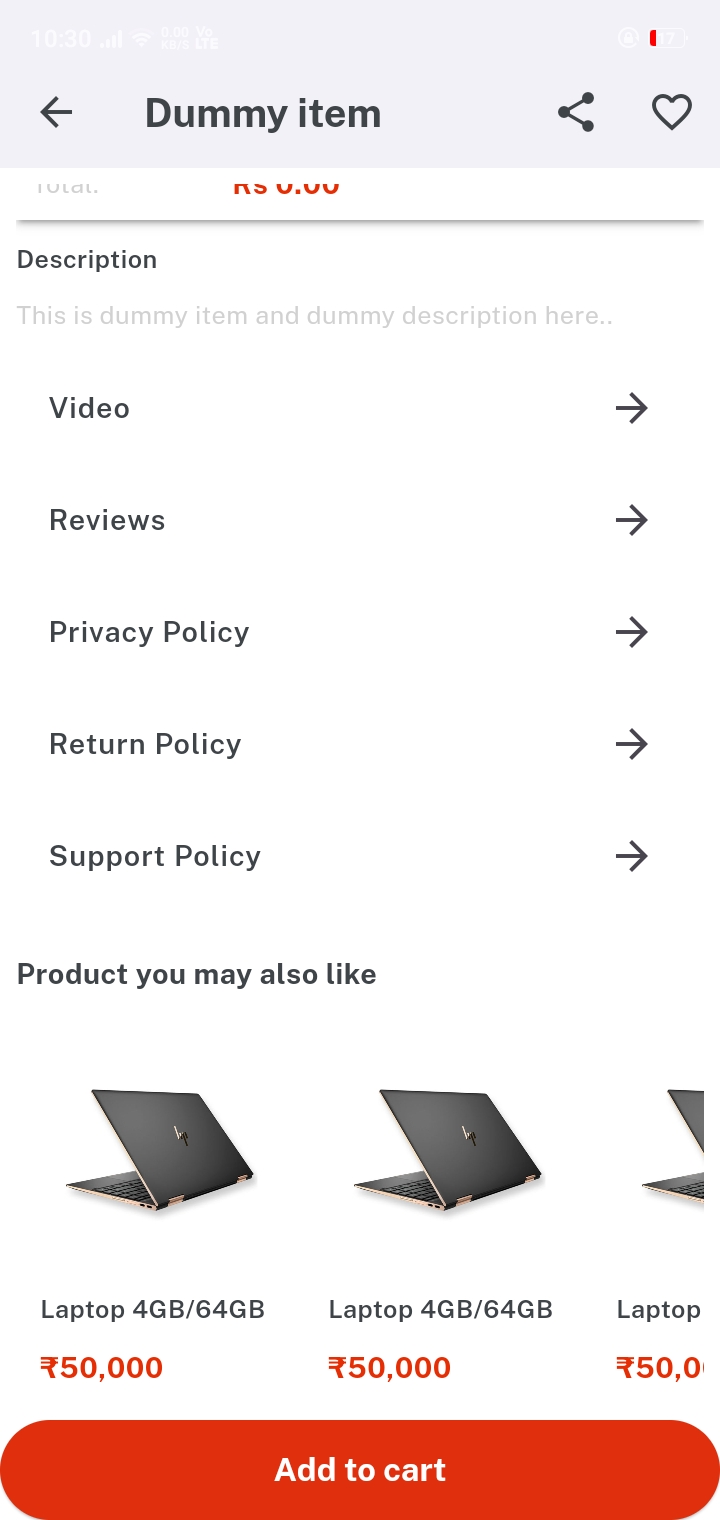 10:30 0.00 KB/S Vo LTE 17
Dummy item
Total: Rs 0.00
Description
This is dummy item and dummy description here..
Video
Reviews
Privacy Policy
Return Policy
Support Policy
Product you may also like
hp hp
Laptop 4GB/64GB Laptop 4GB/64GB Laptop
₹50,000 ₹50,000 ₹50,0
Add to cart